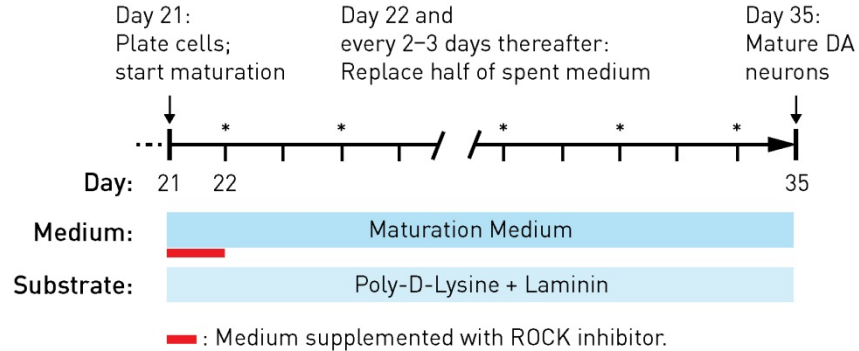 Day 21:
Plate cells;
start maturation
Day 22 and
every 2–3 days thereafter:
Replace half of spent medium
Day 35:
Mature DA
neurons
* * * * *
Day: 21 22 35
Medium: Maturation Medium
Substrate: Poly-D-Lysine + Laminin
: Medium supplemented with ROCK inhibitor.